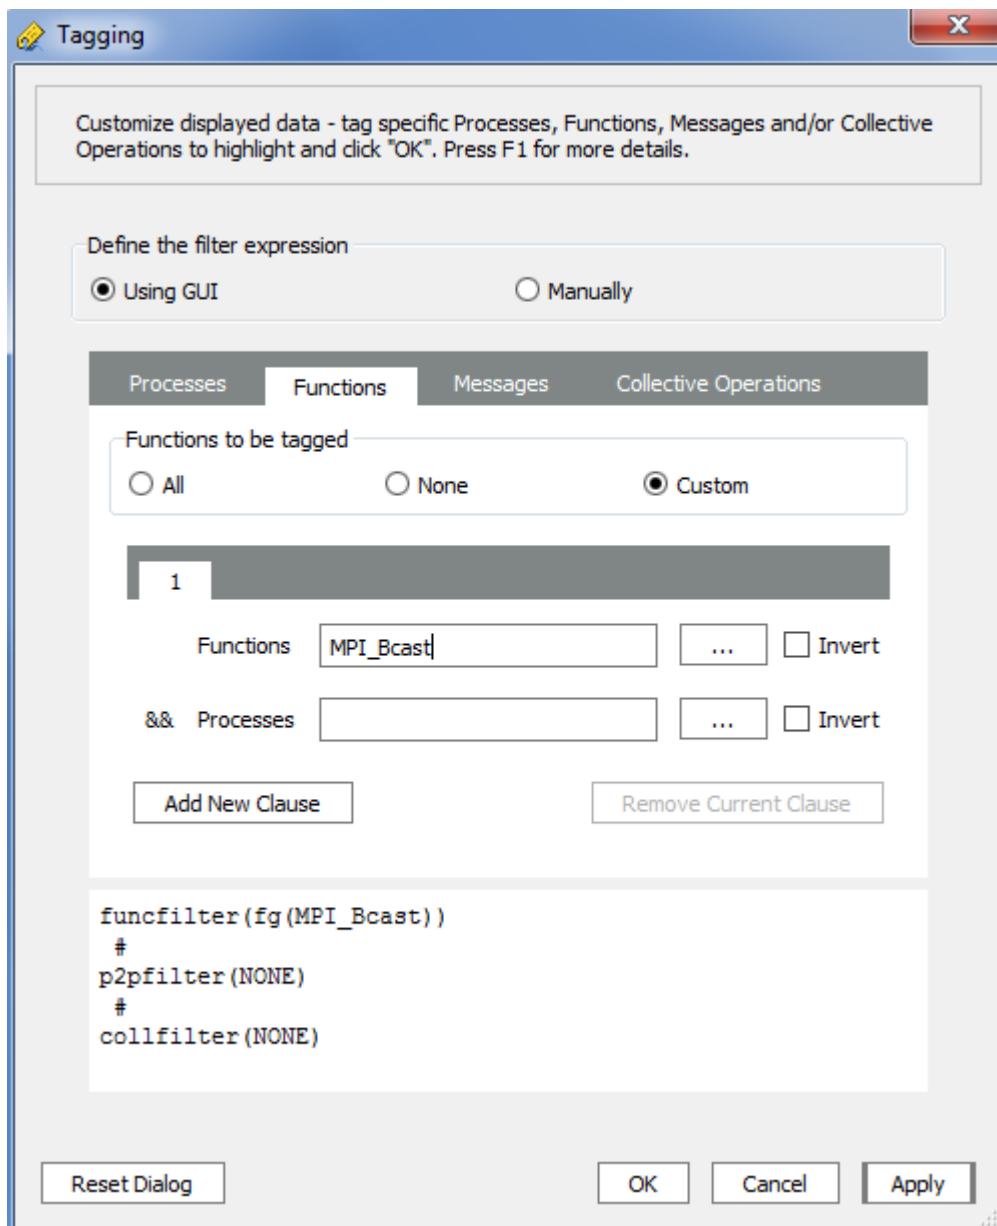 Tagging
Customize displayed data - tag specific Processes, Functions, Messages and/or Collective
Operations to highlight and click "OK". Press F1 for more details.
Define the filter expression
Using GUI
Manually
Processes
Functions
Messages
Collective Operations
Functions to be tagged
All
None
Custom
1
Functions
MPI_Bcast
...
Invert
&&
Processes
...
Invert
Add New Clause
Remove Current Clause
funcfilter(fg(MPI_Bcast))
#
p2pfilter(NONE)
#
collfilter(NONE)
Reset Dialog
OK
Cancel
Apply